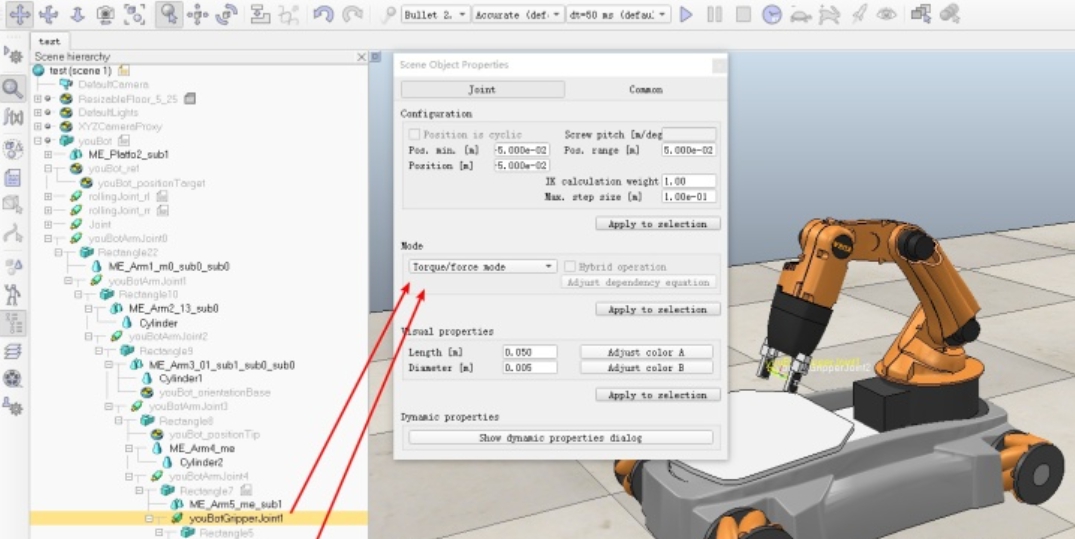 Bullet 2. Accurate (def. dt=50 ms (defau.
test
Scene hierarchy
test (scene 1)
DefaultCamera
ResizableFloor_5_25
DefaultLights
XYZCameraProxy
youBot
ME_Platfo2_sub1
youBot_ref
youBot_positionTarget
rollingJoint_rl
rollingJoint_rr
Joint
youBotArmJoint0
Rectangle22
ME_Arm1_m0_sub0_sub0
youBotArmJoint1
Rectangle10
ME_Arm2_13_sub0
Cylinder
youBotArmJoint2
Rectangle9
ME_Arm3_01_sub1_sub0_sub0
Cylinder1
youBot_orientationBase
youBotArmJoint3
Rectangle8
youBot_positionTip
ME_Arm4_me
Cylinder2
youBotArmJoint4
Rectangle7
ME_Arm5_me_sub1
youBotGripperJoint1
Rectangle5
Scene Object Properties
Joint Common
Configuration
Position is cyclic Screw pitch [m/deg
Pos. min. [m] -5.000e-02 Pos. range [m] 5.000e-02
Position [m] -5.000e-02
IK calculation weight 1.00
Max. step size [m] 1.00e-01
Apply to selection
Mode
Torque/force mode Hybrid operation
Adjust dependency equation
Apply to selection
Visual properties
Length [m] 0.050 Adjust color A
Diameter [m] 0.005 Adjust color B
Apply to selection
Dynamic properties
Show dynamic properties dialog